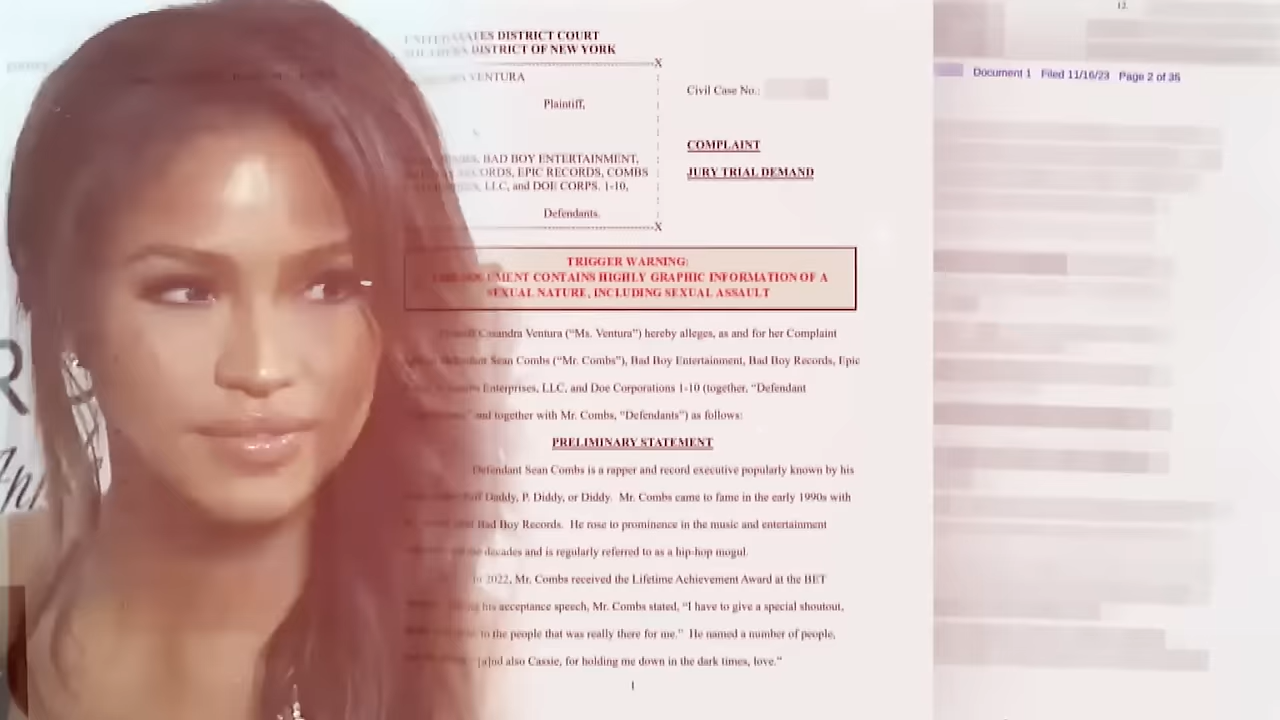 DISTRICT COURT
DISTRICT OF NEW YORK
X
VENTURA
Plaintiff,
BAD BOY ENTERTAINMENT,
EPIC RECORDS, COMBS
LLC, and DOE CORPS. 1-10,
Defendants.
X
Civil Case No.:
COMPLAINT
JURY TRIAL DEMAND
TRIGGER WARNING:
CONTAINS HIGHLY GRAPHIC INFORMATION OF A
SEXUAL NATURE, INCLUDING SEXUAL ASSAULT
Casandra Ventura (“Ms. Ventura”) hereby alleges, as and for her Complaint
Sean Combs (“Mr. Combs”), Bad Boy Entertainment, Bad Boy Records, Epic
Enterprises, LLC, and Doe Corporations 1-10 (together, “Defendant
and together with Mr. Combs, “Defendants”) as follows:
PRELIMINARY STATEMENT
Defendant Sean Combs is a rapper and record executive popularly known by his
Daddy, P. Diddy, or Diddy. Mr. Combs came to fame in the early 1990s with
Bad Boy Records. He rose to prominence in the music and entertainment
decades and is regularly referred to as a hip-hop mogul.
In 2022, Mr. Combs received the Lifetime Achievement Award at the BET
his acceptance speech, Mr. Combs stated, “I have to give a special shoutout,
to the people that was really there for me.” He named a number of people,
[a]nd also Cassie, for holding me down in the dark times, love.”
1
12
Document 1 Filed 11/16/23 Page 2 of 35